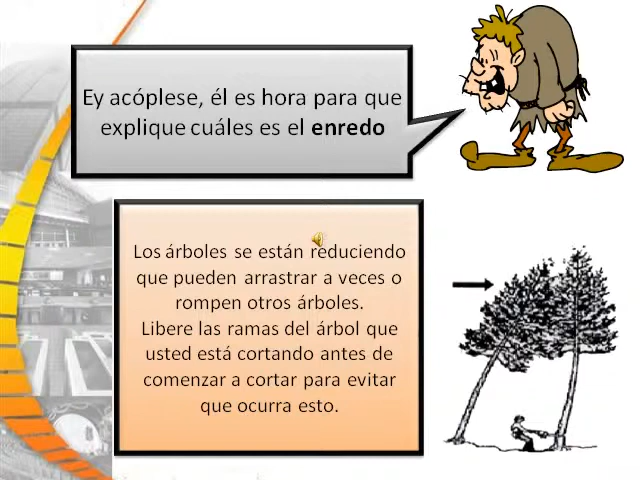 Ey acóplese, él es hora para que
explique cuáles es el enredo
Los árboles se están reduciendo
que pueden arrastrar a veces o
rompen otros árboles.
Libere las ramas del árbol que
usted está cortando antes de
comenzar a cortar para evitar
que ocurra esto.